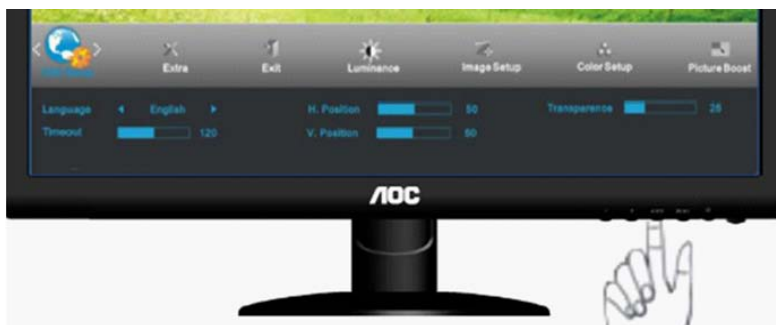 Extra
Exit
Luminance
Image Setup
Color Setup
Picture Boost
Language English H. Position 50 Transparence 25
Timeout 120 V. Position 50
AOC